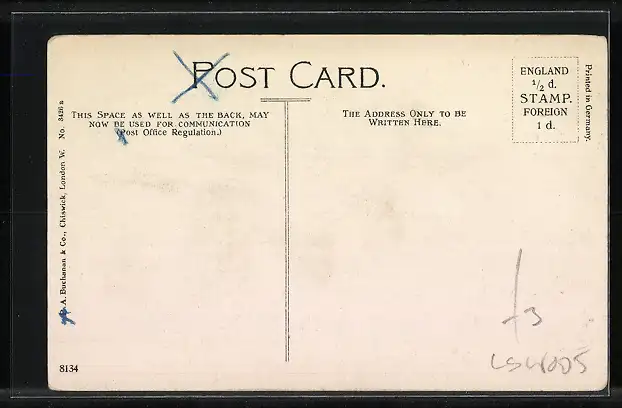 POST CARD.
THIS SPACE AS WELL AS THE BACK, MAY
NOW BE USED FOR COMMUNICATION
(Post Office Regulation.)
THE ADDRESS ONLY TO BE
WRITTEN HERE.
ENGLAND
½ d.
STAMP.
FOREIGN
1 d.
Printed in Germany.
A. Buchanan & Co., Chiswick, London W. No. 3426
8134